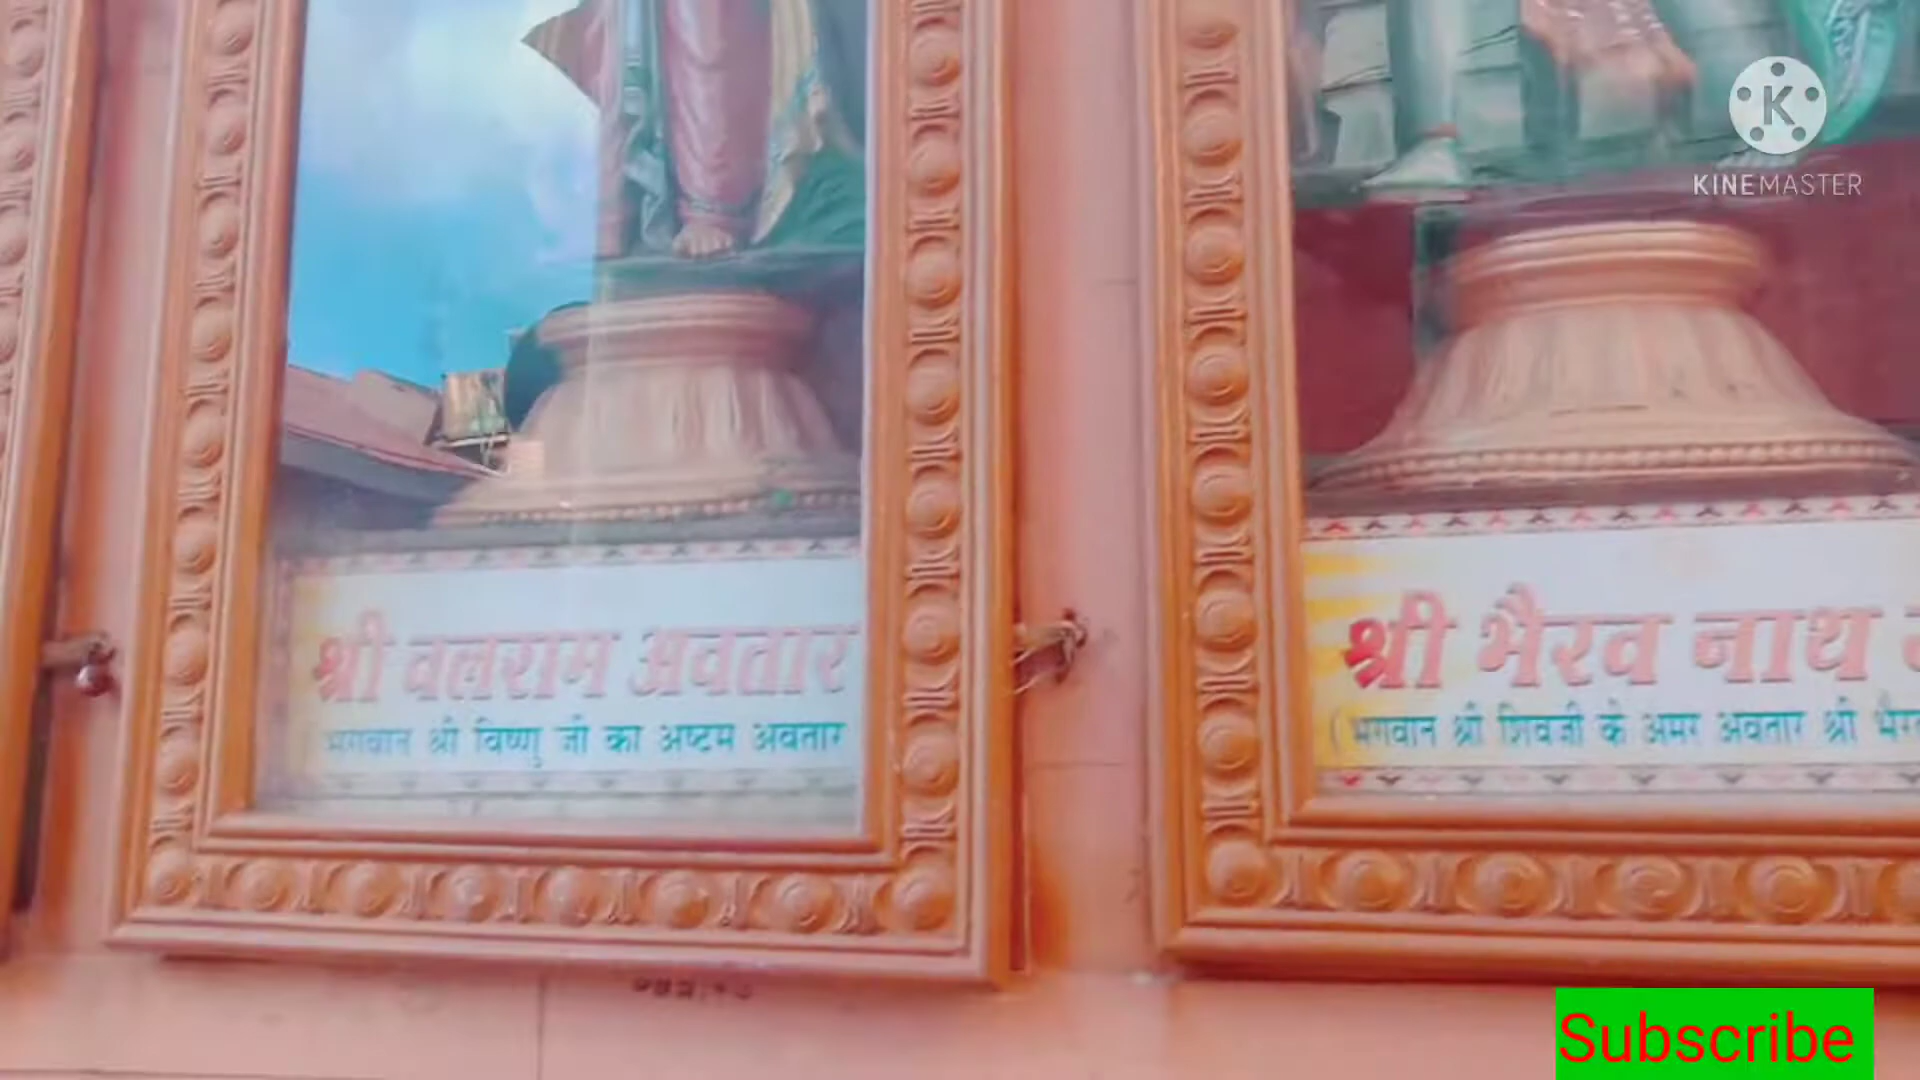 KINEMASTER
श्री बलराम अवतार
भगवान श्री विष्णु जी का अष्टम अवतार
श्री भैरव नाथ
(भगवान श्री शिवजी के अमर अवतार श्री
Subscribe